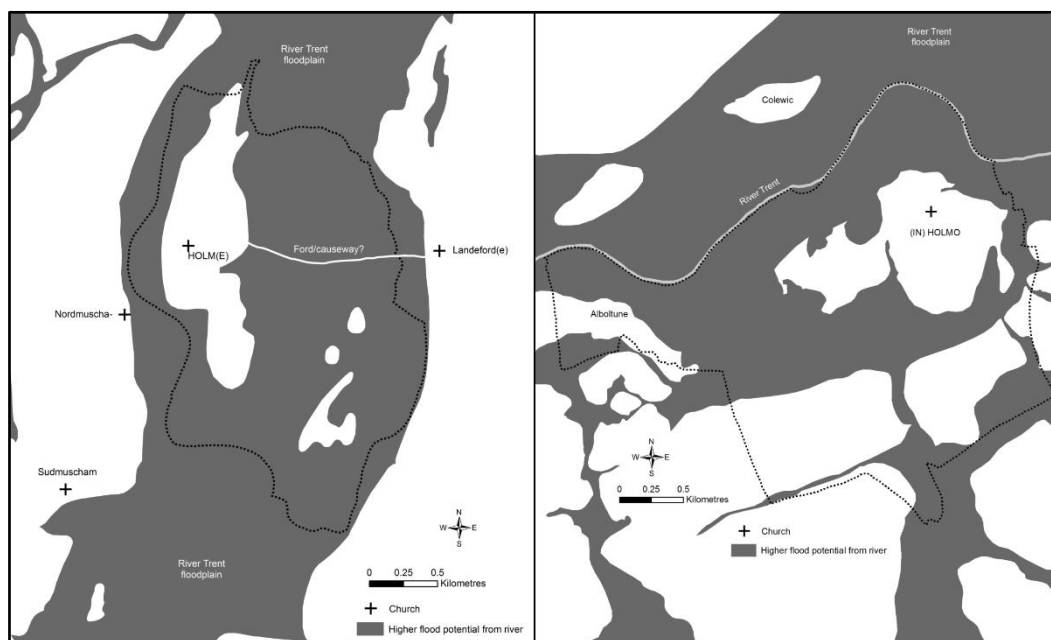 River Trent
floodplain
HOLM(E)
Ford/causeway?
Landeford(e)
Nordmuscha-
Sudmuscham
N
W E
S
River Trent
floodplain
0 0.25 0.5
Kilometres
Church
Higher flood potential from river
River Trent
floodplain
Colewic
River Trent
(IN) HOLMO
Alboltune
N
W E
S
0 0.25 0.5
Kilometres
Church
Higher flood potential from river